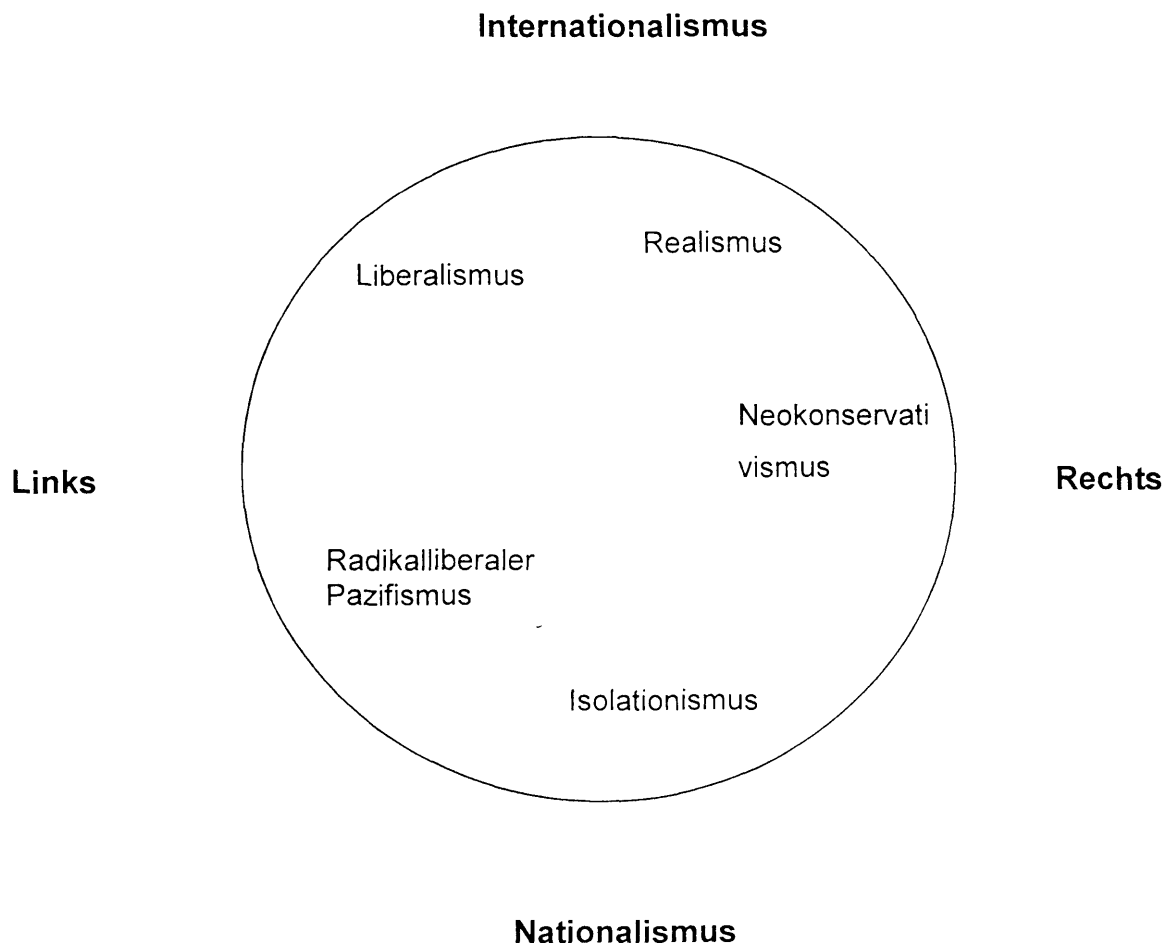 Internationalismus
Realismus
Liberalismus
Neokonservati
vismus
Links
Rechts
Radikalliberaler
Pazifismus
Isolationismus
Nationalismus